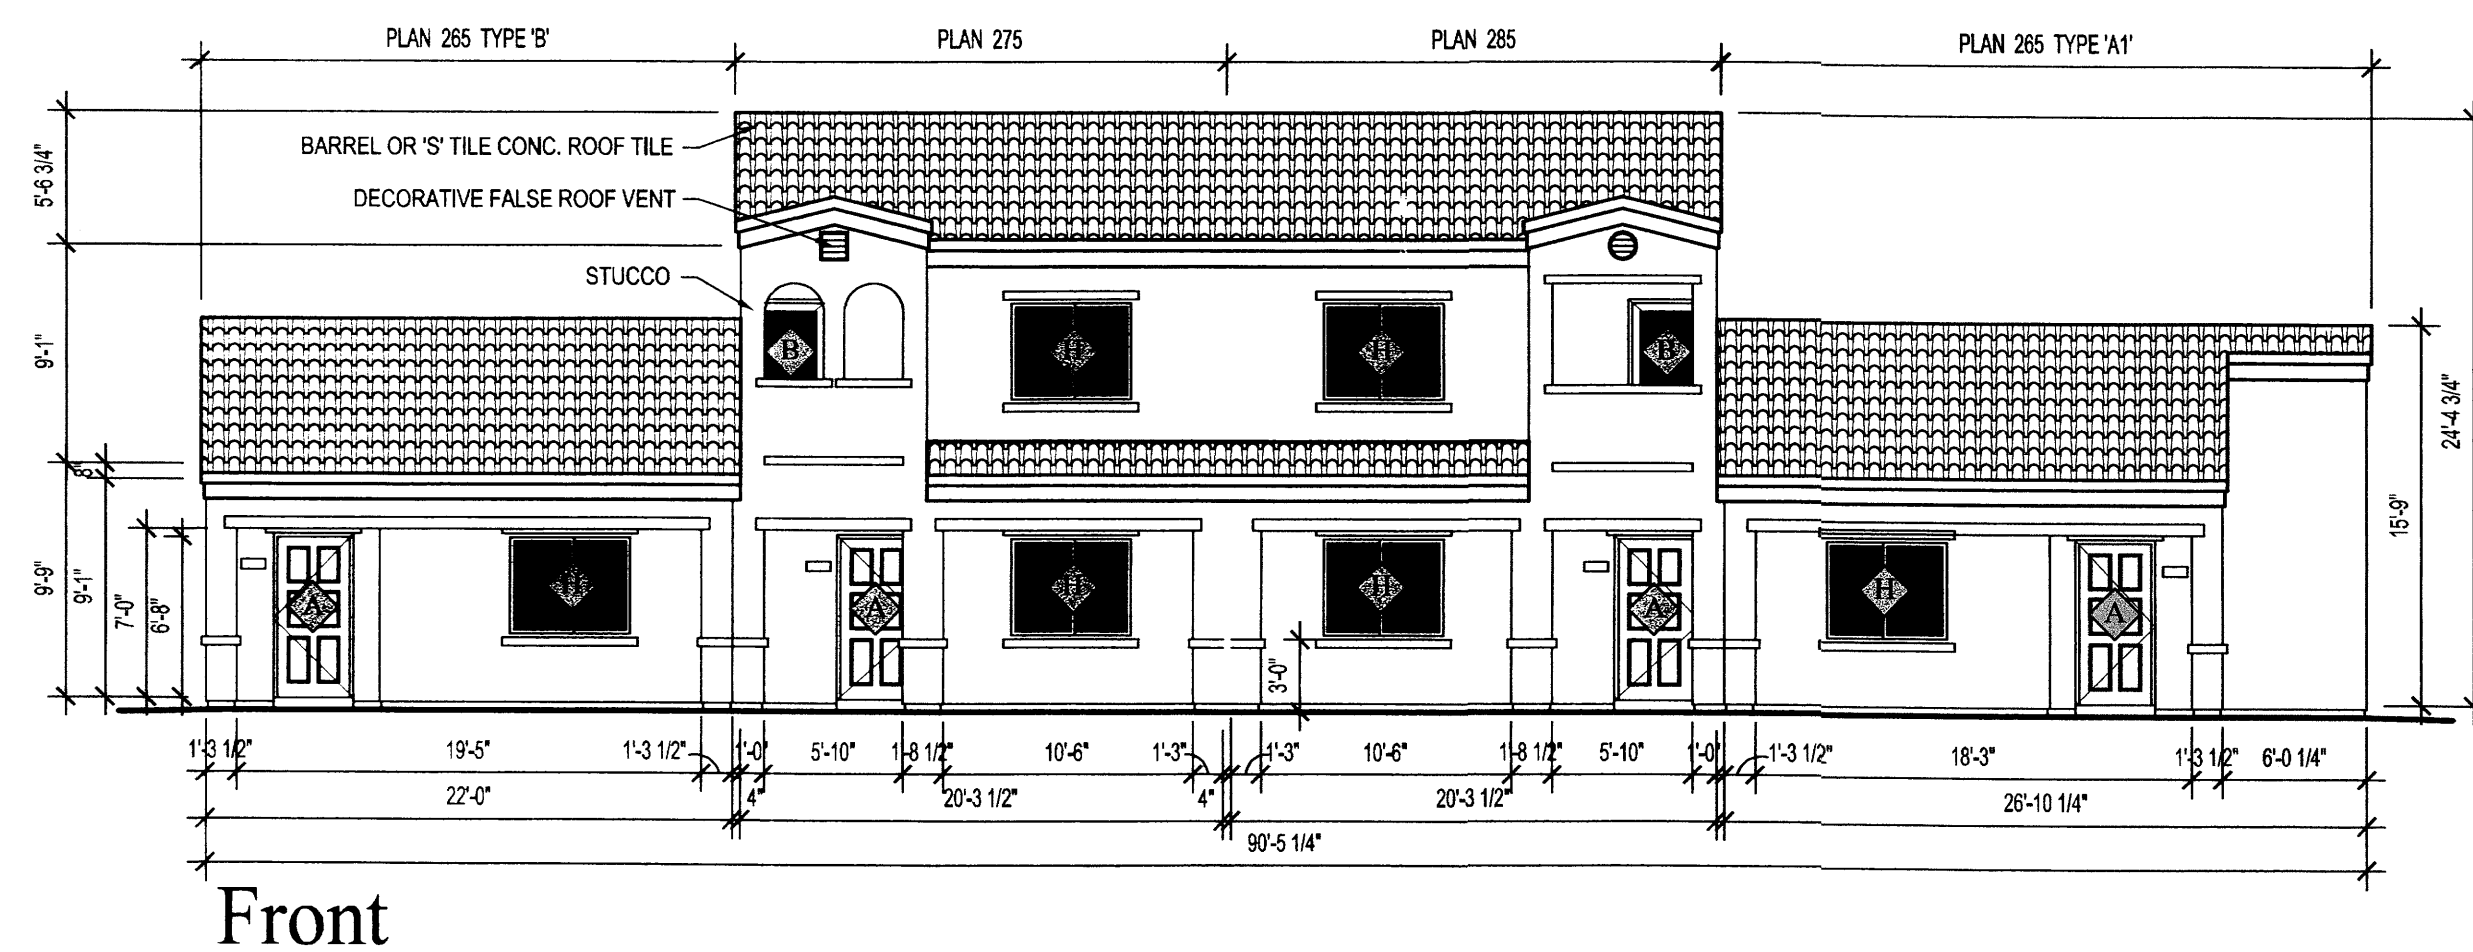 PLAN 265 TYPE 'B'
PLAN 275
PLAN 285
PLAN 265 TYPE 'A1'
BARREL OR 'S' TILE CONC. ROOF TILE
DECORATIVE FALSE ROOF VENT
STUCCO
5'-6 3/4"
9'-1"
8"
9'-9"
9'-1"
7'-0"
6'-8"
B
H
H
B
A
H
A
H
H
A
H
A
3'-0"
24'-4 3/4"
15'-9"
1'-3 1/2" 19'-5" 1'-3 1/2" 1'-0" 5'-10" 1'-8 1/2" 10'-6" 1'-3" 1'-3" 10'-6" 1'-8 1/2" 5'-10" 1'-0" 1'-3 1/2" 18'-3" 1'-3 1/2" 6'-0 1/4"
22'-0" 4" 20'-3 1/2" 4" 20'-3 1/2" 26'-10 1/4"
90'-5 1/4"
Front